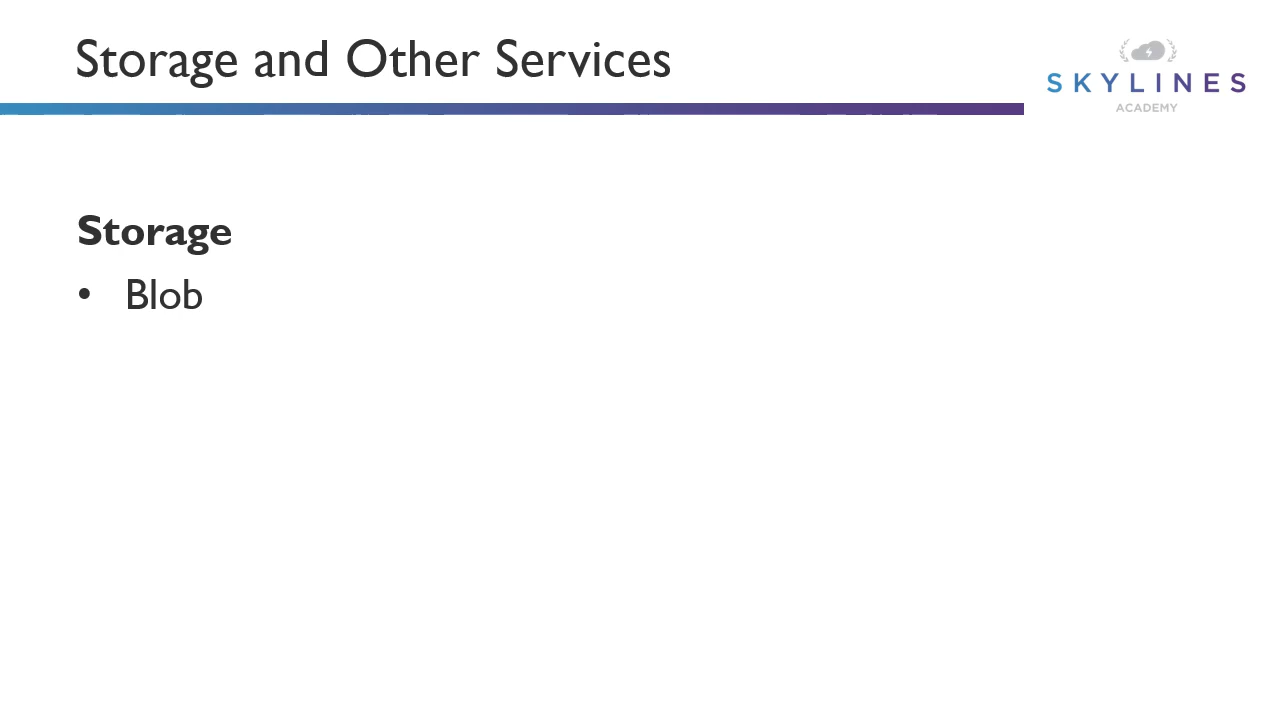 Storage and Other Services
SKYLINES
ACADEMY
Storage
• Blob